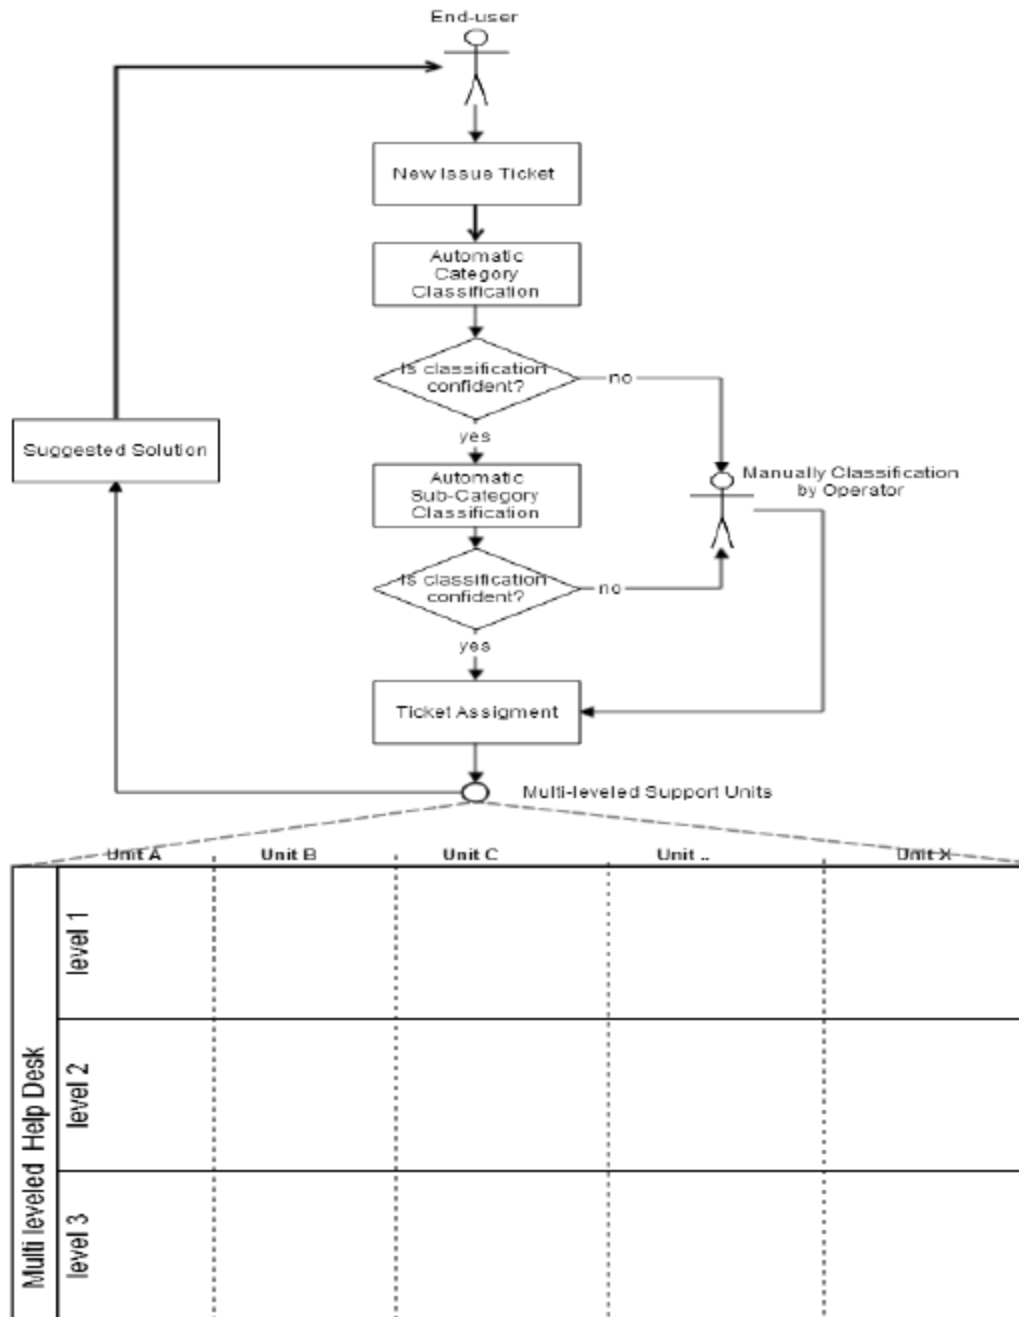 End-user
New Issue Ticket
Automatic
Category
Classification
Is classification
confident?
no
yes
Suggested Solution
Automatic
Sub-Category
Classification
Manually Classification
by Operator
Is classification
confident?
no
yes
Ticket Assigment
Multi-leveled Support Units
Unit A
Unit B
Unit C
Unit ..
Unit X
Multi leveled Help Desk
level 1
level 2
level 3